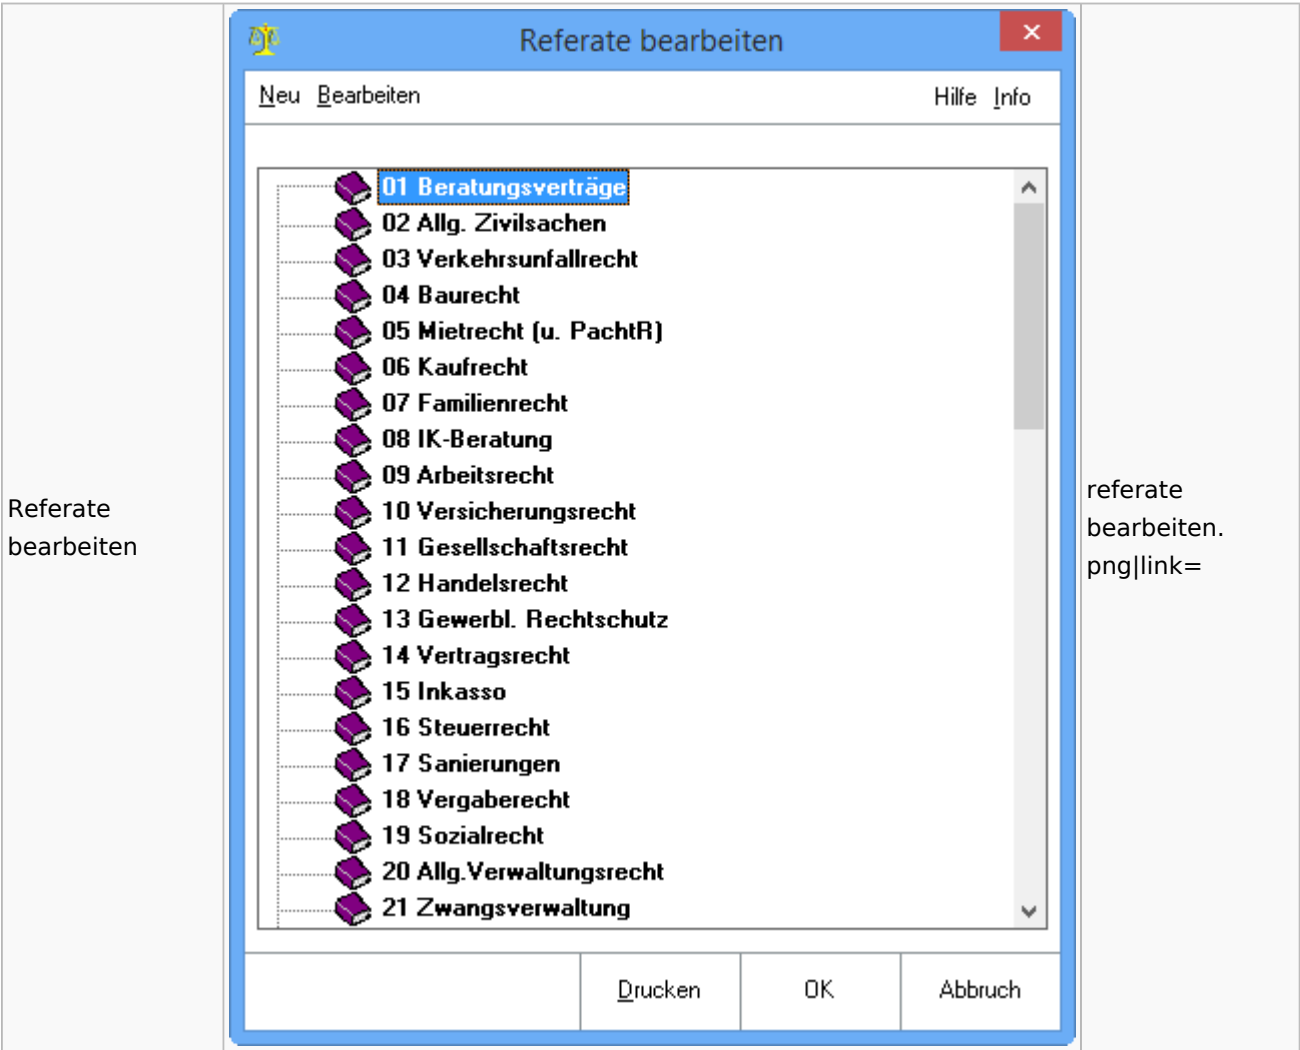 Referate
bearbeiten
Referate bearbeiten
Neu Bearbeiten Hilfe Info
01 Beratungsverträge
02 Allg. Zivilsachen
03 Verkehrsunfallrecht
04 Baurecht
05 Mietrecht (u. PachtR)
06 Kaufrecht
07 Familienrecht
08 IK-Beratung
09 Arbeitsrecht
10 Versicherungsrecht
11 Gesellschaftsrecht
12 Handelsrecht
13 Gewerbl. Rechtschutz
14 Vertragsrecht
15 Inkasso
16 Steuerrecht
17 Sanierungen
18 Vergaberecht
19 Sozialrecht
20 Allg.Verwaltungsrecht
21 Zwangsverwaltung
Drucken OK Abbruch
referate
bearbeiten.
png|link=